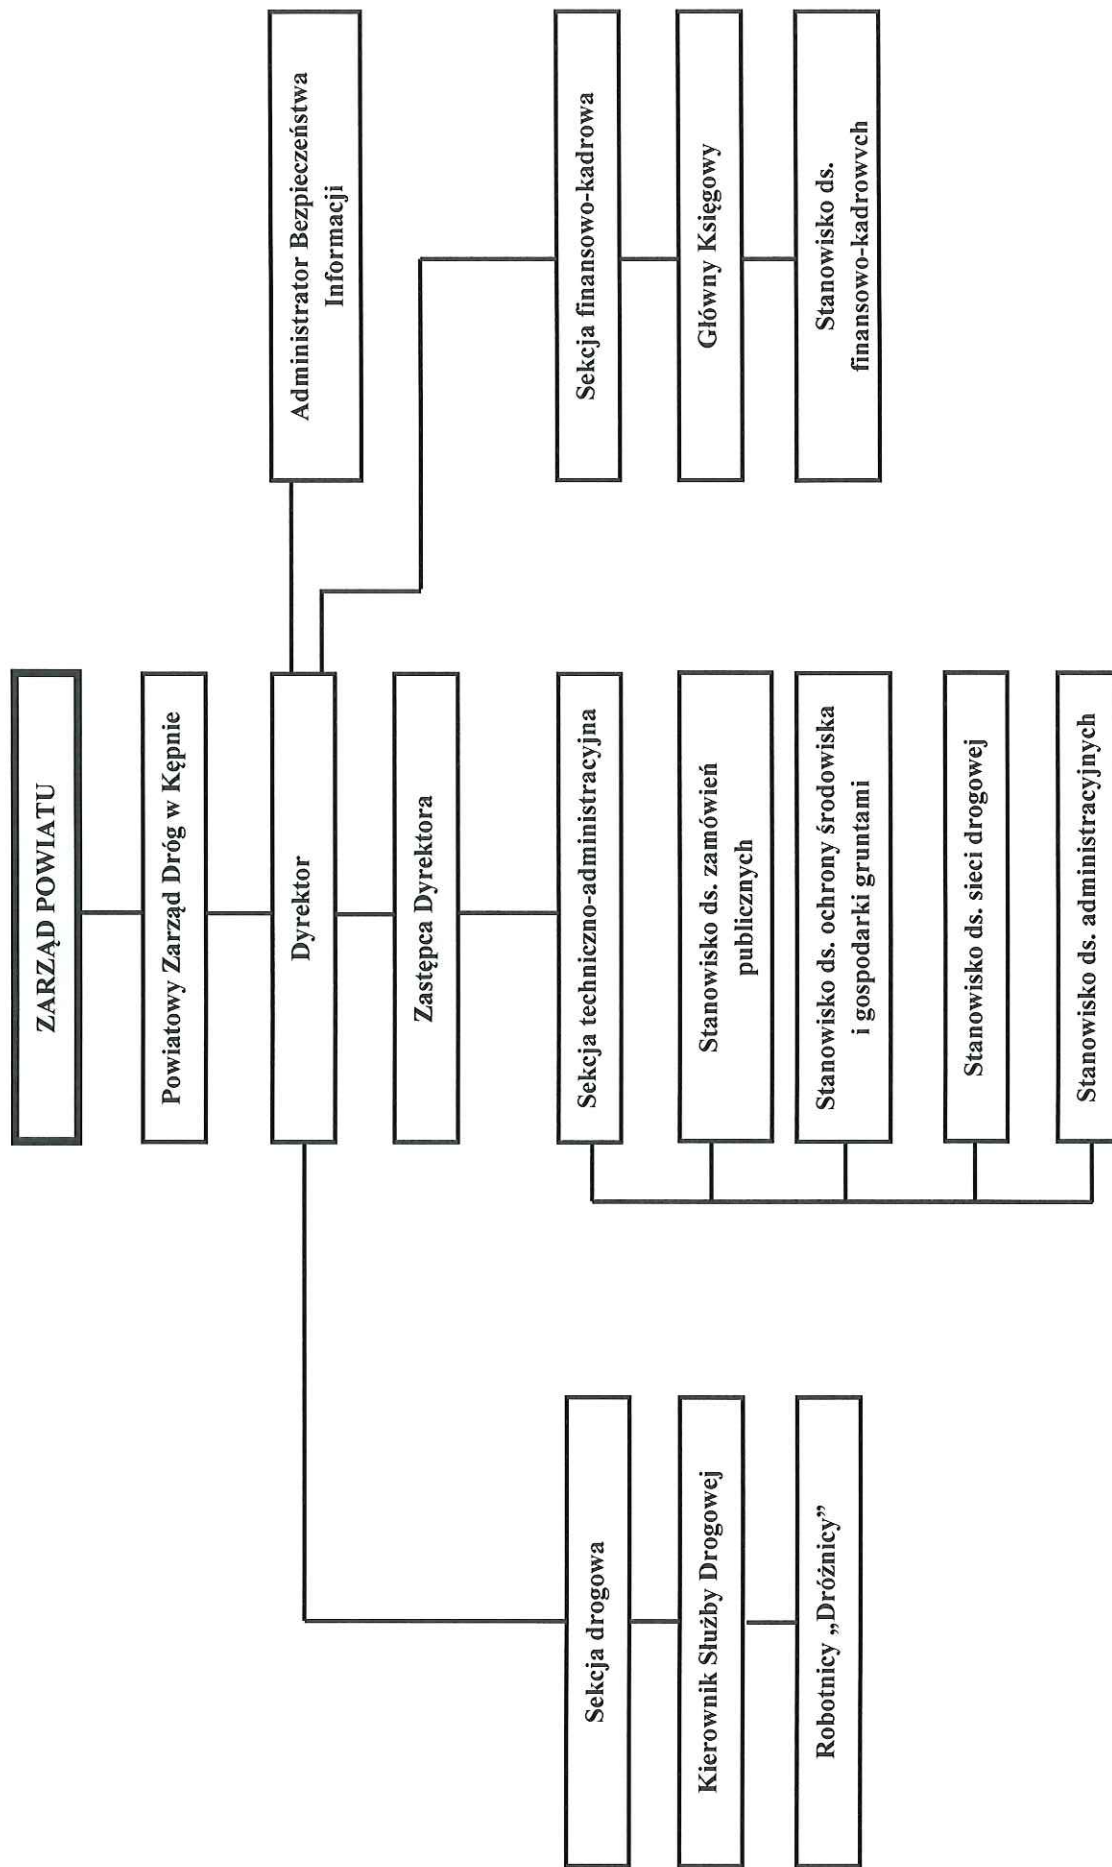 ZARZĄD POWIATU
Powiatowy Zarząd Dróg w Kępnie
Dyrektor
Administrator Bezpieczeństwa
Informacji
Zastępca Dyrektora
Sekcja drogowa
Kierownik Służby Drogowej
Robotnicy „Dróżnicy”
Sekcja techniczno-administracyjna
Stanowisko ds. zamówień
publicznych
Stanowisko ds. ochrony środowiska
i gospodarki gruntami
Stanowisko ds. sieci drogowej
Stanowisko ds. administracyjnych
Sekcja finansowo-kadrowa
Główny Księgowy
Stanowisko ds.
finansowo-kadrowych